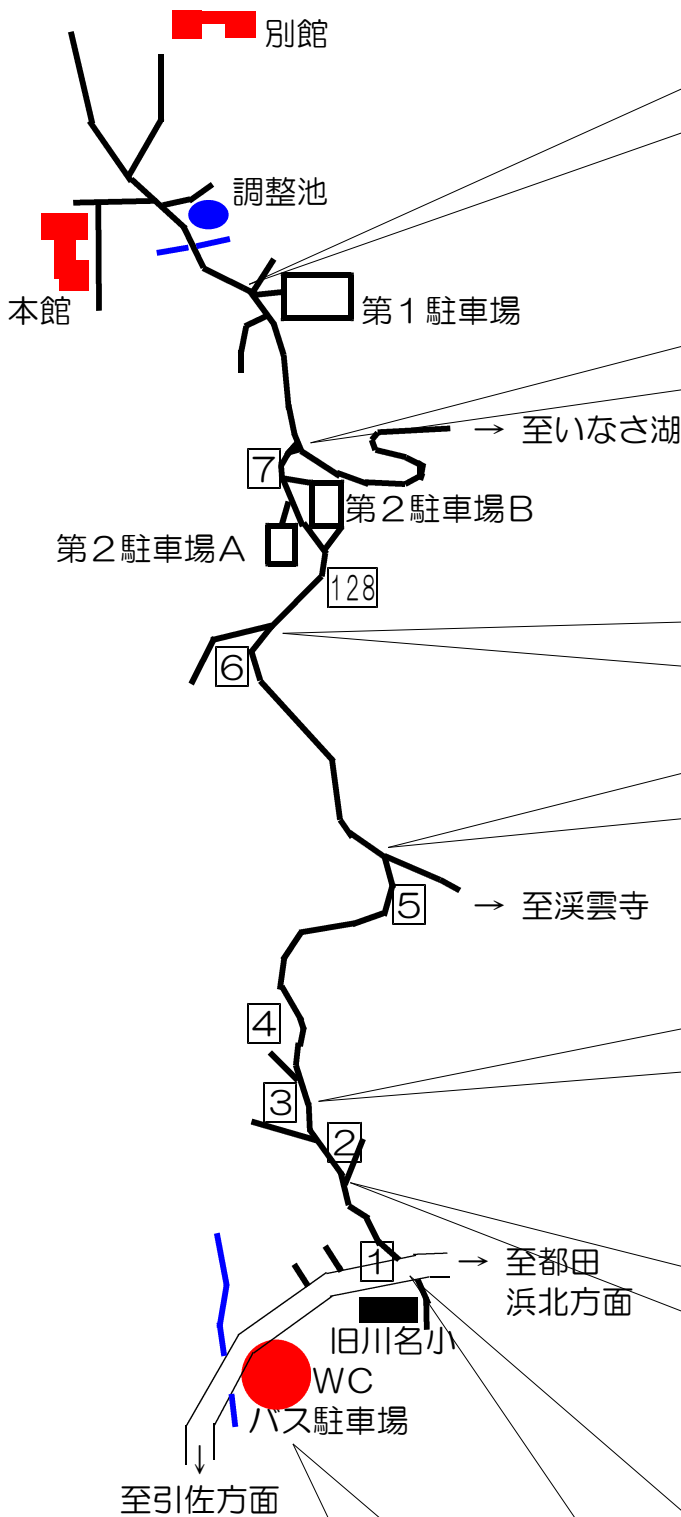 別館
調整池
本館
第１駐車場
→ 至いなさ湖
7
第２駐車場B
第２駐車場A
128
6
5
→ 至渓雲寺
4
3
2
1
→ 至都田
浜北方面
旧川名小
WC
バス駐車場
↓
至引佐方面